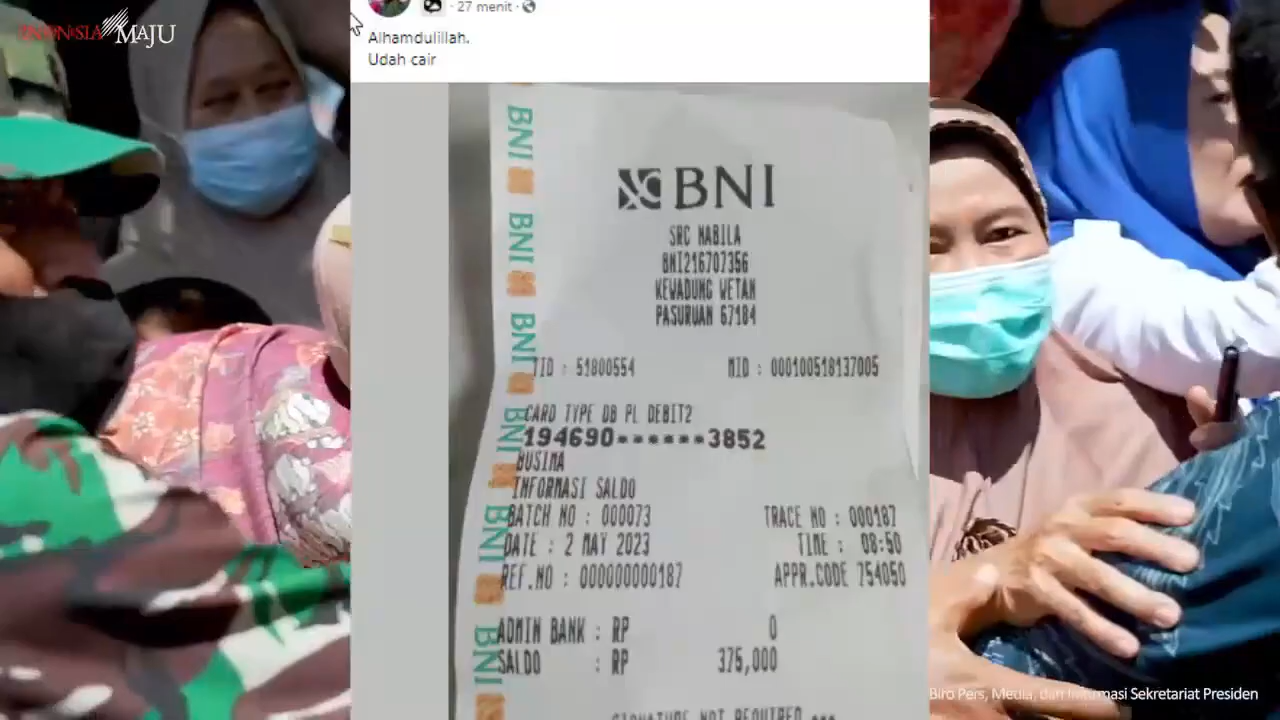 INDONESIA MAJU
27 menit
Alhamdulillah.
Udah cair
BNI
BNI
BNI
BNI
BNI
BNI
BNI
SRC NABILA
BNI216707356
KEWADUNG WETAN
PASURUAN 67184
TID : 51800554 MID : 000100518137005
CARD TYPE DB PL DEBIT2
194690******3852
BUSIMA
INFORMASI SALDO
BATCH NO : 000073 TRACE NO : 000187
DATE : 2 MAY 2023 TIME : 08:50
REF.NO : 000000000187 APPR.CODE 754050
ADMIN BANK : RP 0
SALDO : RP 375,000
SIGNATURE NOT REQUIRED
Biro Pers, Media, dan Informasi Sekretariat Presiden